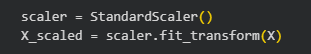 scaler = StandardScaler()
X_scaled = scaler.fit_transform(X)